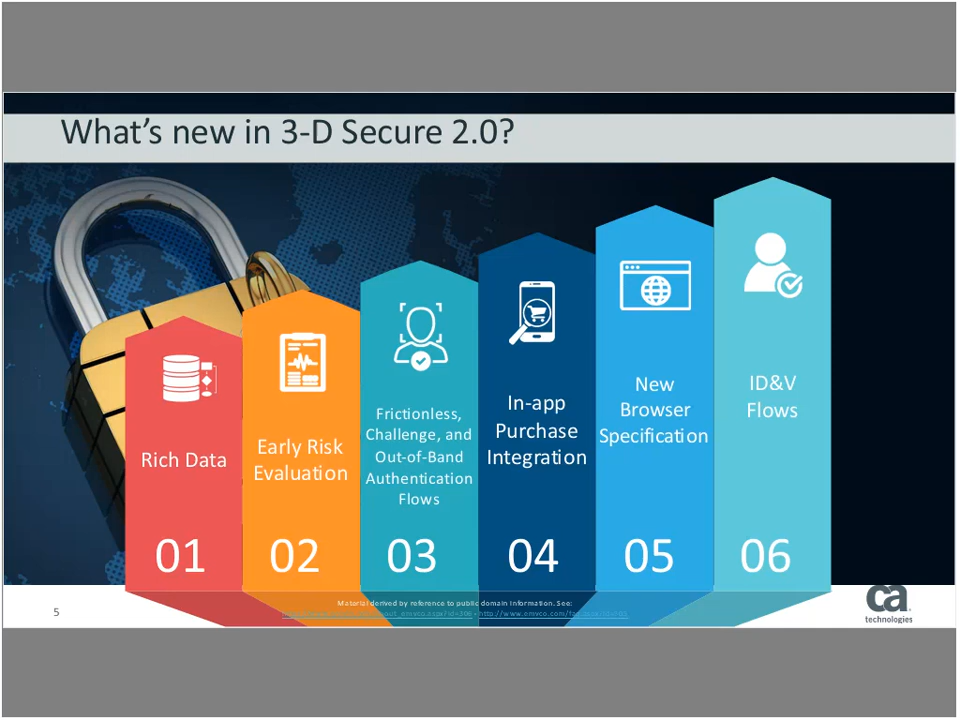 What's new in 3-D Secure 2.0?
Rich Data
01
Early Risk
Evaluation
02
Frictionless,
Challenge, and
Out-of-Band
Authentication
Flows
03
In-app
Purchase
Integration
04
New
Browser
Specification
05
ID&V
Flows
06
5
Material derived by reference to public domain information. See:
ca
technologies